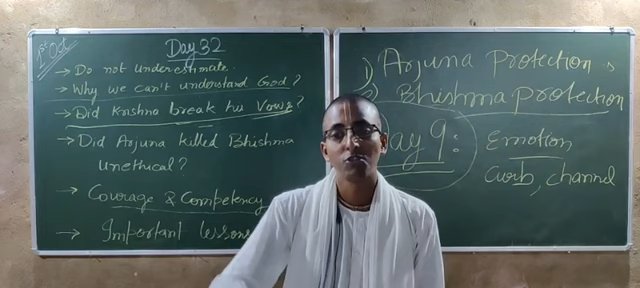 1st Oct
Day 32
→ Do not underestimate.
→ Why we can't understand God?
→ Did Krishna break his Vows?
→ Did Arjuna killed Bhishma
Unethical?
→ Courage & Competency
→ Important lessons
1) Arjuna Protection
2) Bhishma protection
Day 9:
Emotion
Curb, channel